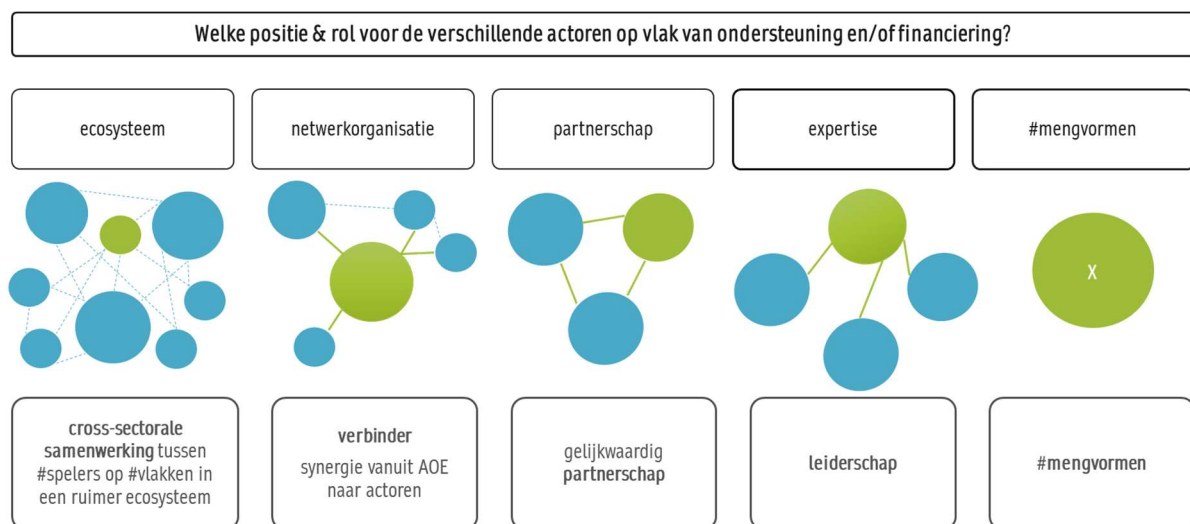 Welke positie & rol voor de verschillende actoren op vlak van ondersteuning en/of financiering?
ecosysteem
netwerkorganisatie
partnerschap
expertise
#mengvormen
X
cross-sectorale
samenwerking tussen
#spelers op #vlakken in
een ruimer ecosysteem
verbinder
synergie vanuit AOE
naar actoren
gelijkwaardig
partnerschap
leiderschap
#mengvormen